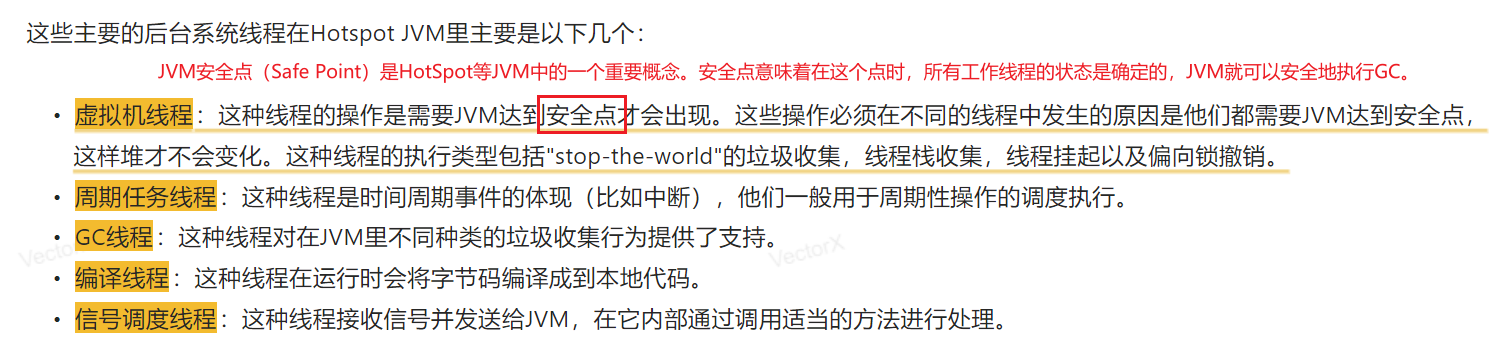 这些主要的后台系统线程在Hotspot JVM里主要是以下几个：
JVM安全点（Safe Point）是HotSpot等JVM中的一个重要概念。安全点意味着在这个点时，所有工作线程的状态是确定的，JVM就可以安全地执行GC。
• 虚拟机线程：这种线程的操作是需要JVM达到安全点才会出现。这些操作必须在不同的线程中发生的原因是他们都需要JVM达到安全点，
这样堆才不会变化。这种线程的执行类型包括"stop-the-world"的垃圾收集，线程栈收集，线程挂起以及偏向锁撤销。
• 周期任务线程：这种线程是时间周期事件的体现（比如中断），他们一般用于周期性操作的调度执行。
• GC线程：这种线程对在JVM里不同种类的垃圾收集行为提供了支持。
• 编译线程：这种线程在运行时会将字节码编译成到本地代码。
• 信号调度线程：这种线程接收信号并发送给JVM，在它内部通过调用适当的方法进行处理。
VectorX